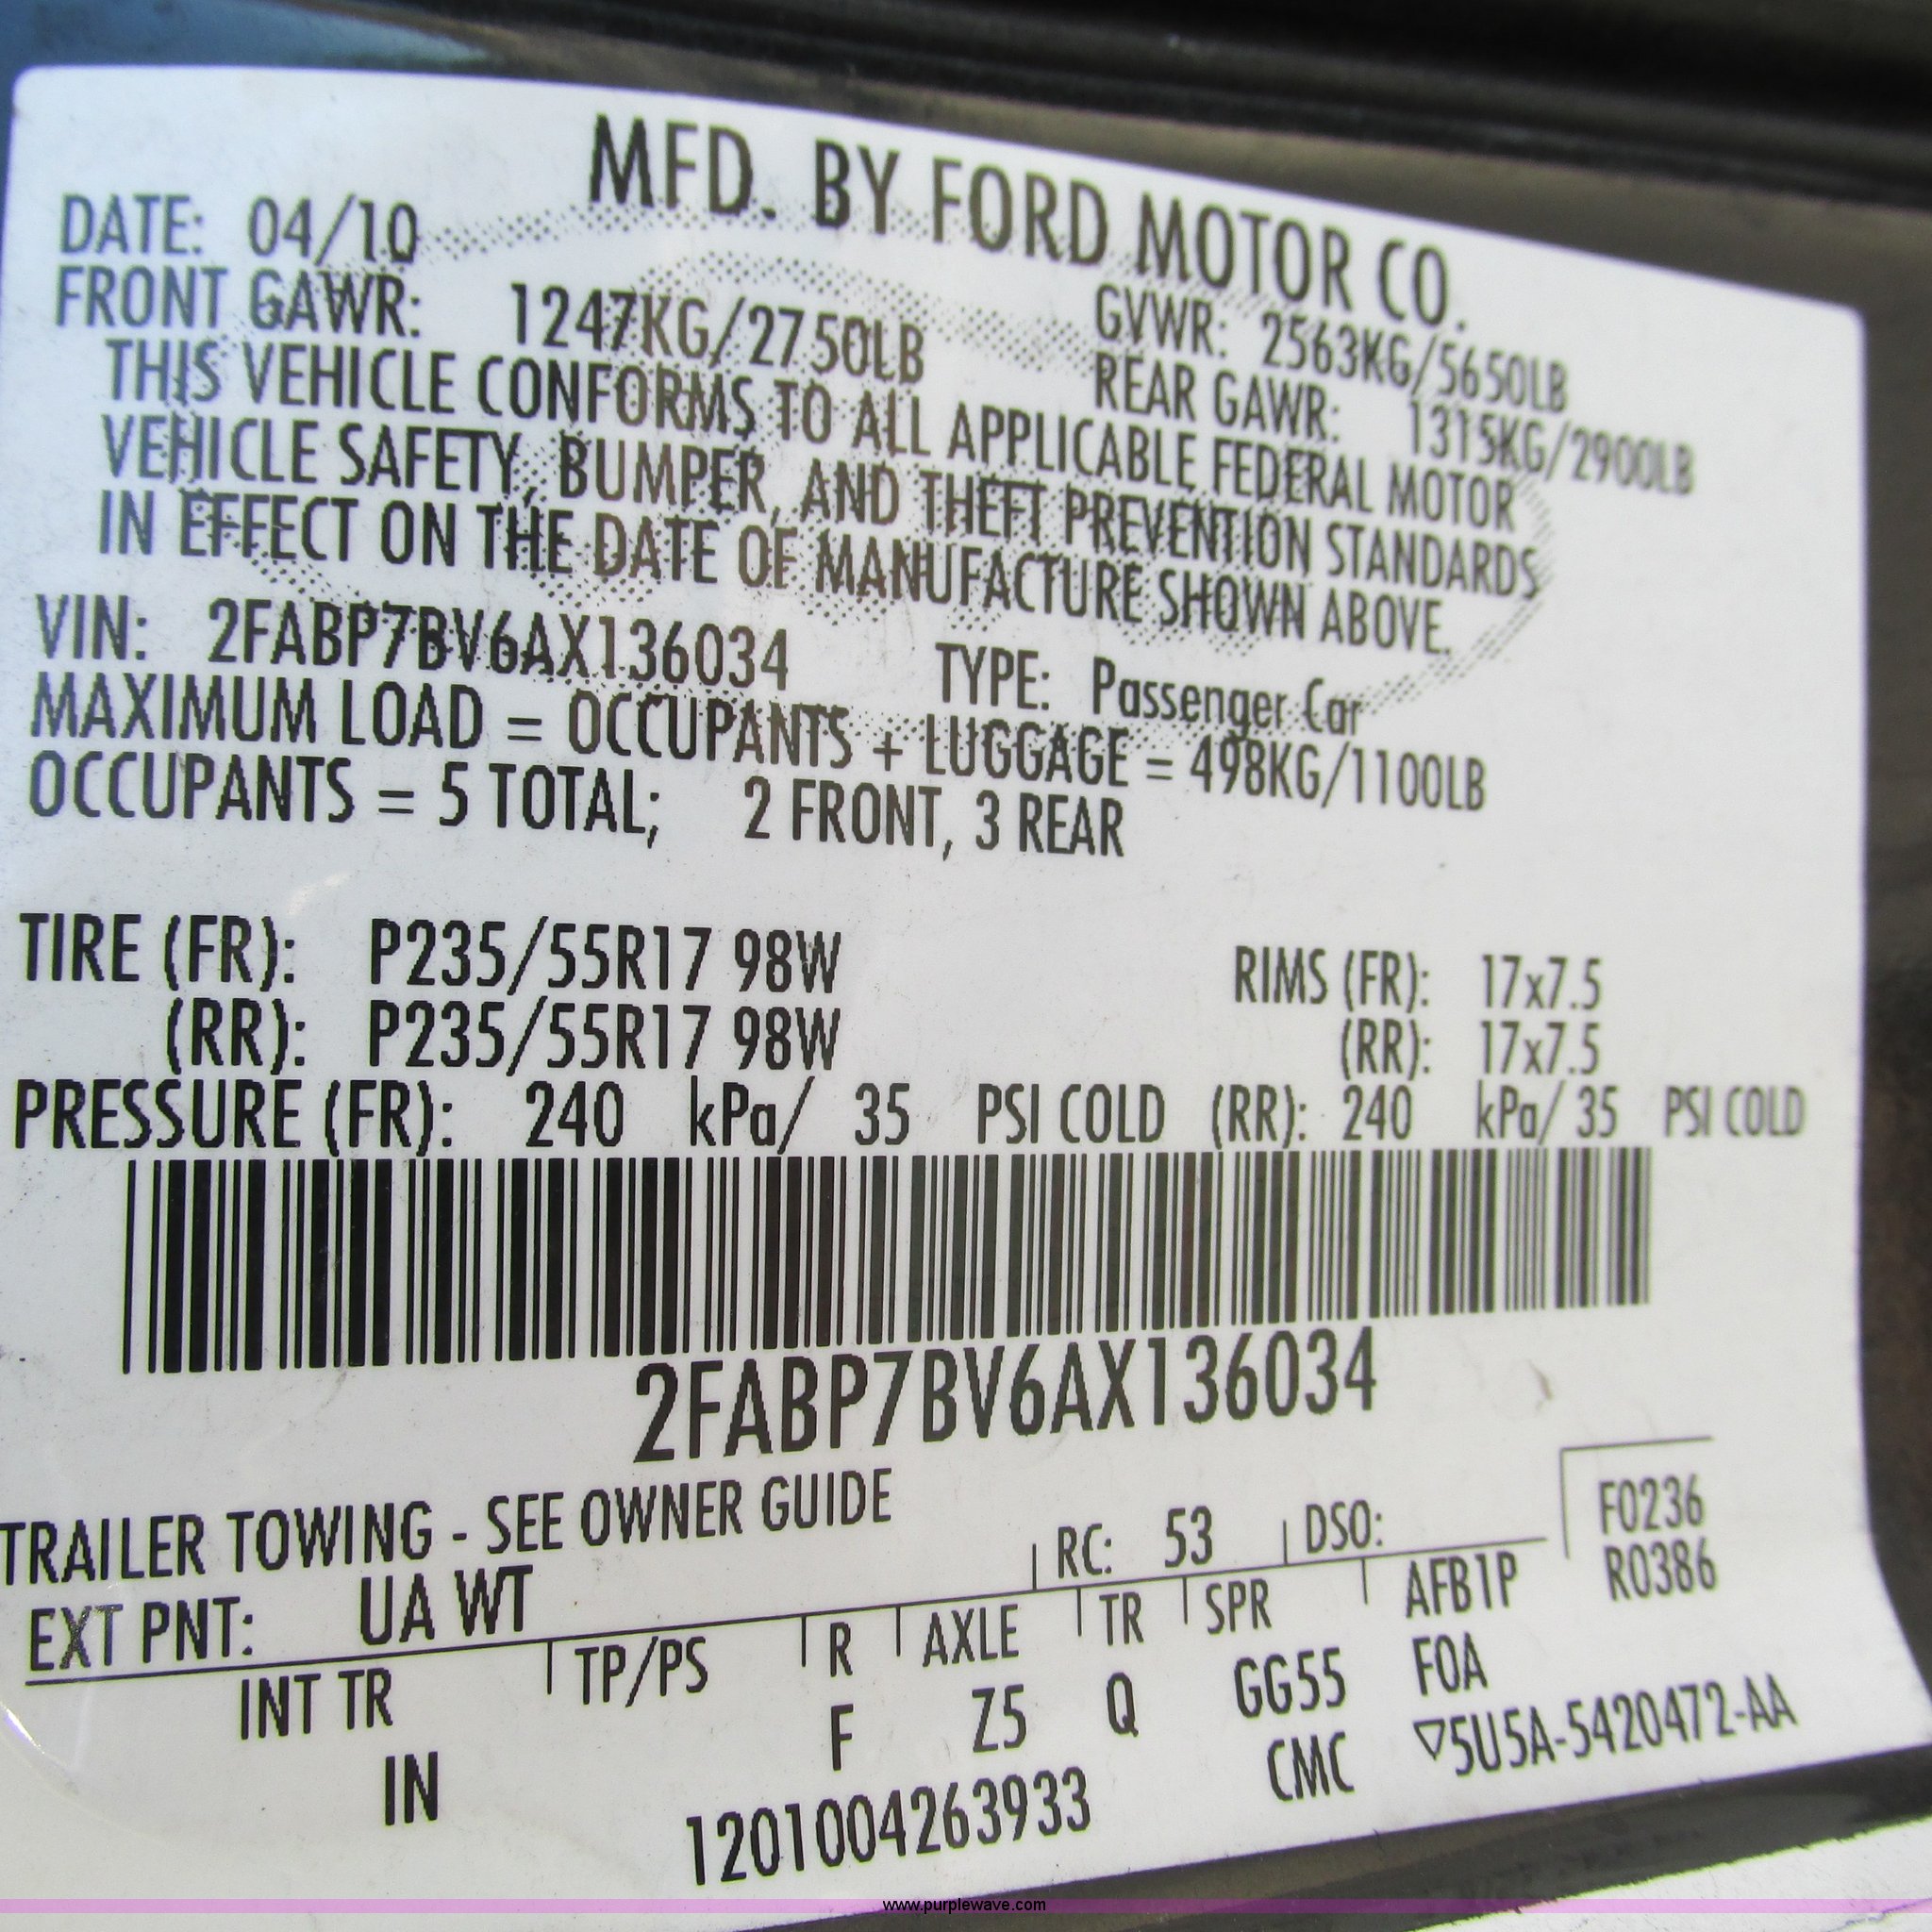 MFD. BY FORD MOTOR CO.
DATE: 04/10 GVWR: 2563KG/5650LB
FRONT GAWR: 1247KG/2750LB REAR GAWR: 1315KG/2900LB
THIS VEHICLE CONFORMS TO ALL APPLICABLE FEDERAL MOTOR
VEHICLE SAFETY, BUMPER, AND THEFT PREVENTION STANDARDS
IN EFFECT ON THE DATE OF MANUFACTURE SHOWN ABOVE.
VIN: 2FABP7BV6AX136034 TYPE: Passenger Car
MAXIMUM LOAD = OCCUPANTS + LUGGAGE = 498KG/1100LB
OCCUPANTS = 5 TOTAL; 2 FRONT, 3 REAR
TIRE (FR): P235/55R17 98W RIMS (FR): 17x7.5
(RR): P235/55R17 98W (RR): 17x7.5
PRESSURE (FR): 240 kPa/ 35 PSI COLD (RR): 240 kPa/ 35 PSI COLD
2FABP7BV6AX136034
TRAILER TOWING - SEE OWNER GUIDE
EXT PNT: UA WT RC: 53 DSO: F0236
R0386
INT TR TP/PS R AXLE TR SPR AFB1P
IN F Z5 Q GG55 FOA
1201004263933 CMC ▽5U5A-5420472-AA
www.purplewave.com